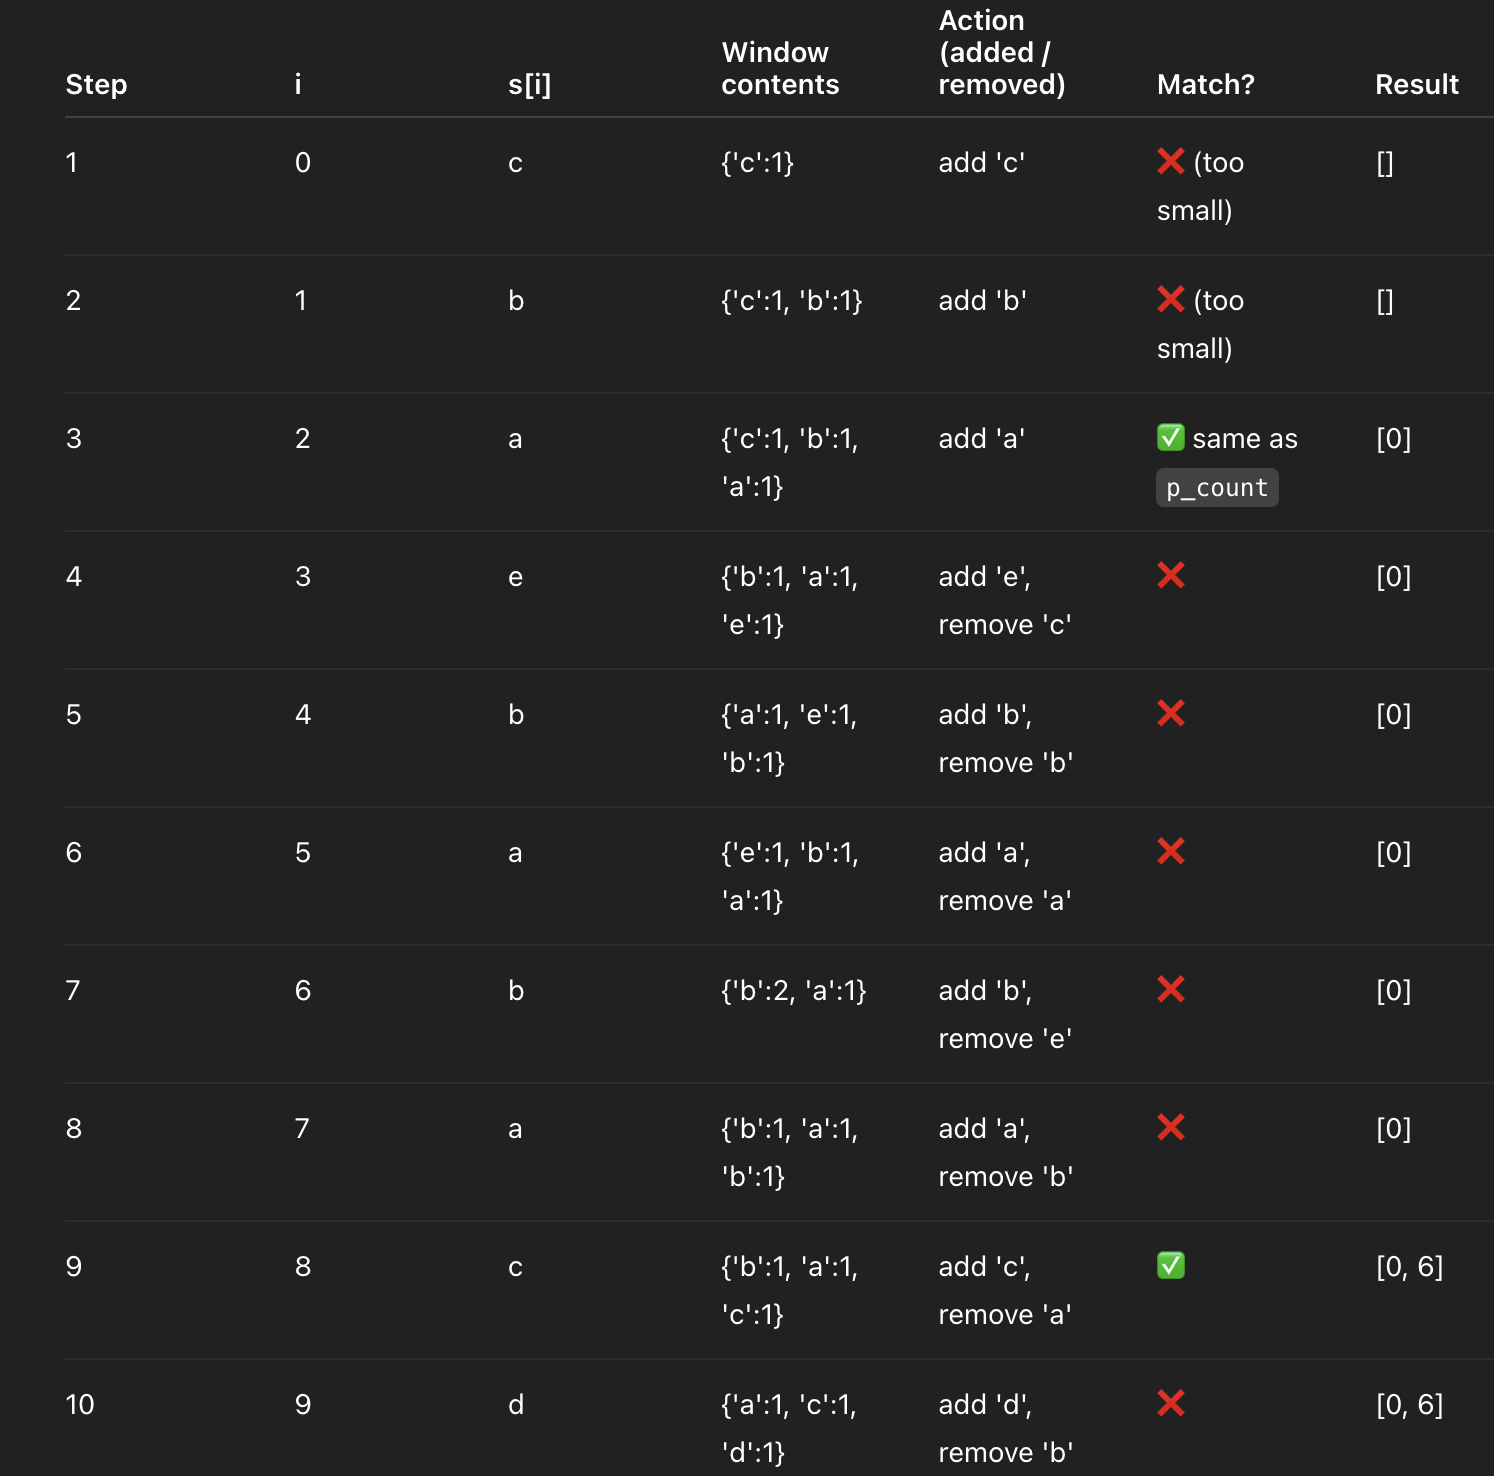 Step i s[i] Window contents Action (added / removed) Match? Result
1 0 c {'c':1} add 'c' ❌ (too small) []
2 1 b {'c':1, 'b':1} add 'b' ❌ (too small) []
3 2 a {'c':1, 'b':1, 'a':1} add 'a' ✅ same as p_count [0]
4 3 e {'b':1, 'a':1, 'e':1} add 'e', remove 'c' ❌ [0]
5 4 b {'a':1, 'e':1, 'b':1} add 'b', remove 'b' ❌ [0]
6 5 a {'e':1, 'b':1, 'a':1} add 'a', remove 'a' ❌ [0]
7 6 b {'b':2, 'a':1} add 'b', remove 'e' ❌ [0]
8 7 a {'b':1, 'a':1, 'b':1} add 'a', remove 'b' ❌ [0]
9 8 c {'b':1, 'a':1, 'c':1} add 'c', remove 'a' ✅ [0, 6]
10 9 d {'a':1, 'c':1, 'd':1} add 'd', remove 'b' ❌ [0, 6]